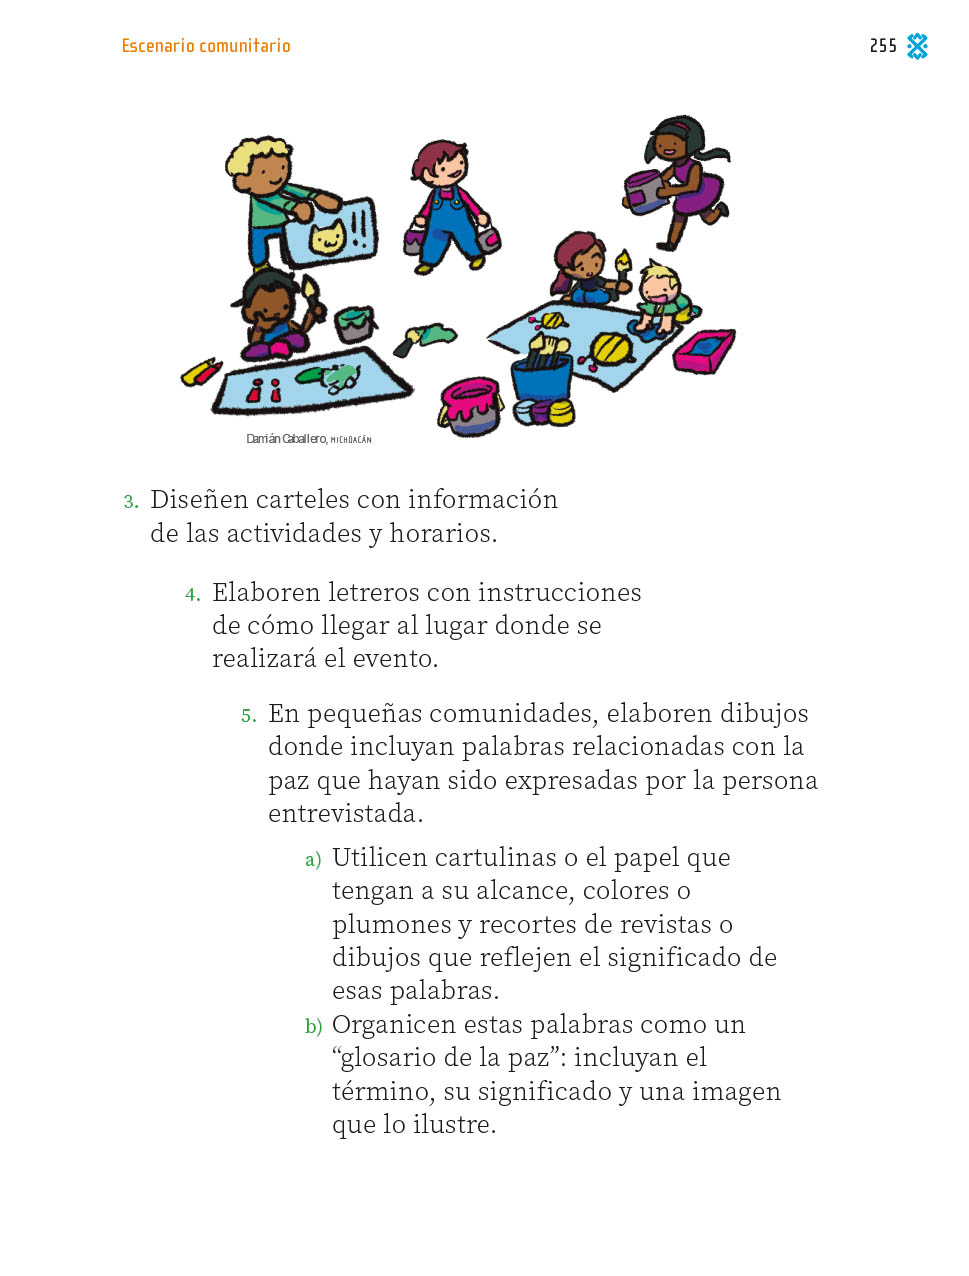 Escenario comunitario
255
Damián Caballero, MICHOACÁN
3. Diseñen carteles con información
de las actividades y horarios.
4. Elaboren letreros con instrucciones
de cómo llegar al lugar donde se
realizará el evento.
5. En pequeñas comunidades, elaboren dibujos
donde incluyan palabras relacionadas con la
paz que hayan sido expresadas por la persona
entrevistada.
a) Utilicen cartulinas o el papel que
tengan a su alcance, colores o
plumones y recortes de revistas o
dibujos que reflejen el significado de
esas palabras.
b) Organicen estas palabras como un
“glosario de la paz”: incluyan el
término, su significado y una imagen
que lo ilustre.